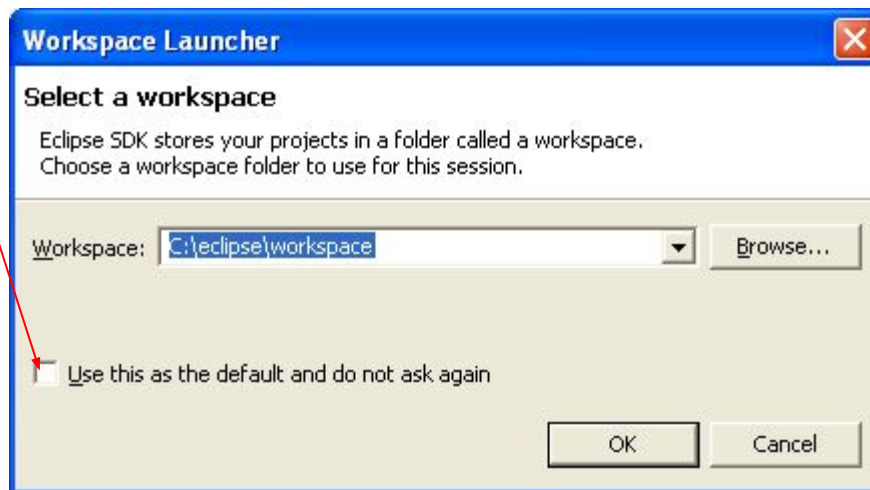 Workspace Launcher
Select a workspace
Eclipse SDK stores your projects in a folder called a workspace.
Choose a workspace folder to use for this session.
Workspace: C:\eclipse\workspace Browse...
Use this as the default and do not ask again
OK Cancel